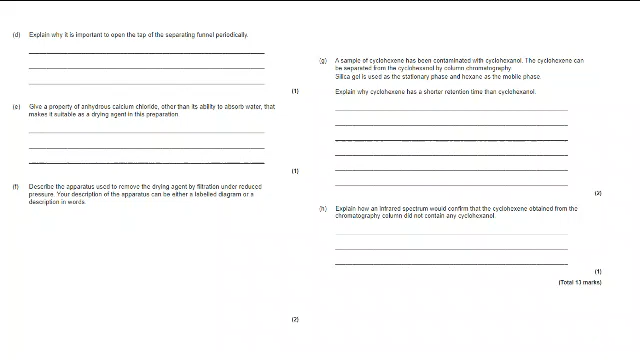 (d) Explain why it is important to open the tap of the separating funnel periodically.
(1)
(e) Give a property of anhydrous calcium chloride, other than its ability to absorb water, that
makes it suitable as a drying agent in this preparation.
(1)
(f) Describe the apparatus used to remove the drying agent by filtration under reduced
pressure. Your description of the apparatus can be either a labelled diagram or a
description in words.
(2)
(g) A sample of cyclohexene has been contaminated with cyclohexanol. The cyclohexene can
be separated from the cyclohexanol by column chromatography.
Silica gel is used as the stationary phase and hexane as the mobile phase.
Explain why cyclohexene has a shorter retention time than cyclohexanol.
(2)
(h) Explain how an infrared spectrum would confirm that the cyclohexene obtained from the
chromatography column did not contain any cyclohexanol.
(1)
(Total 13 marks)